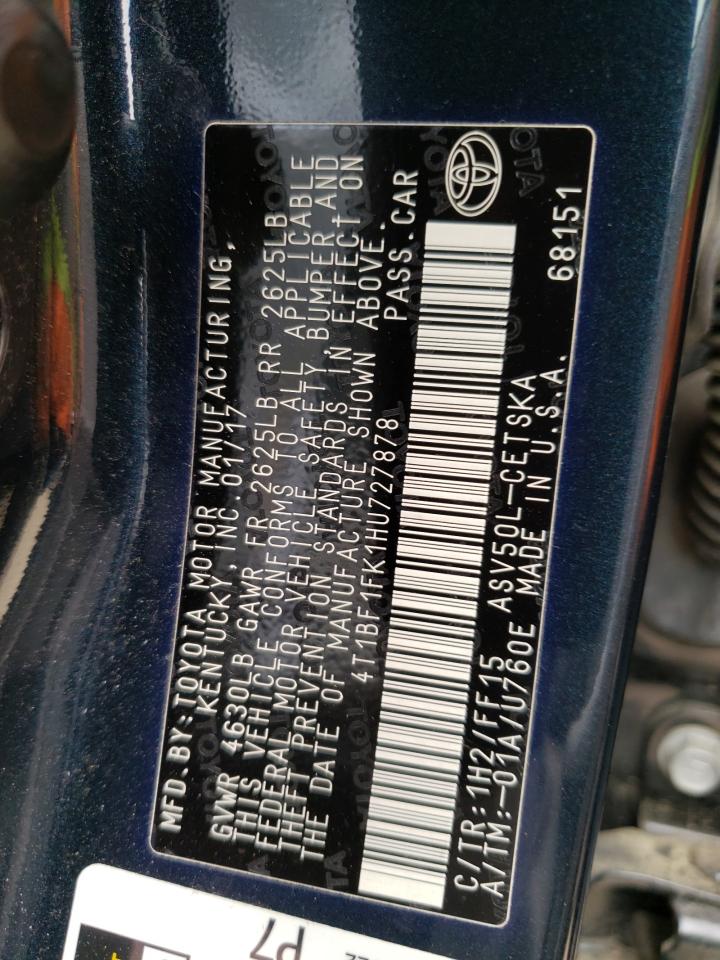 MFD.BY:TOYOTA MOTOR MANUFACTURING,
KENTUCKY,INC 01/17
GVWR 4630LB GAWR FR 2625LB RR 2625LB
THIS VEHICLE CONFORMS TO ALL APPLICABLE
FEDERAL MOTOR VEHICLE SAFETY, BUMPER,AND
THEFT PREVENTION STANDARDS IN EFFECT ON
THE DATE OF MANUFACTURE SHOWN ABOVE.
4T1BF1FK1HU727878 PASS.CAR
C/TR:1H2/FF15 ASV50L-CETSKA
A/TM:-01A/U760E MADE IN U.S.A. 68151
P7